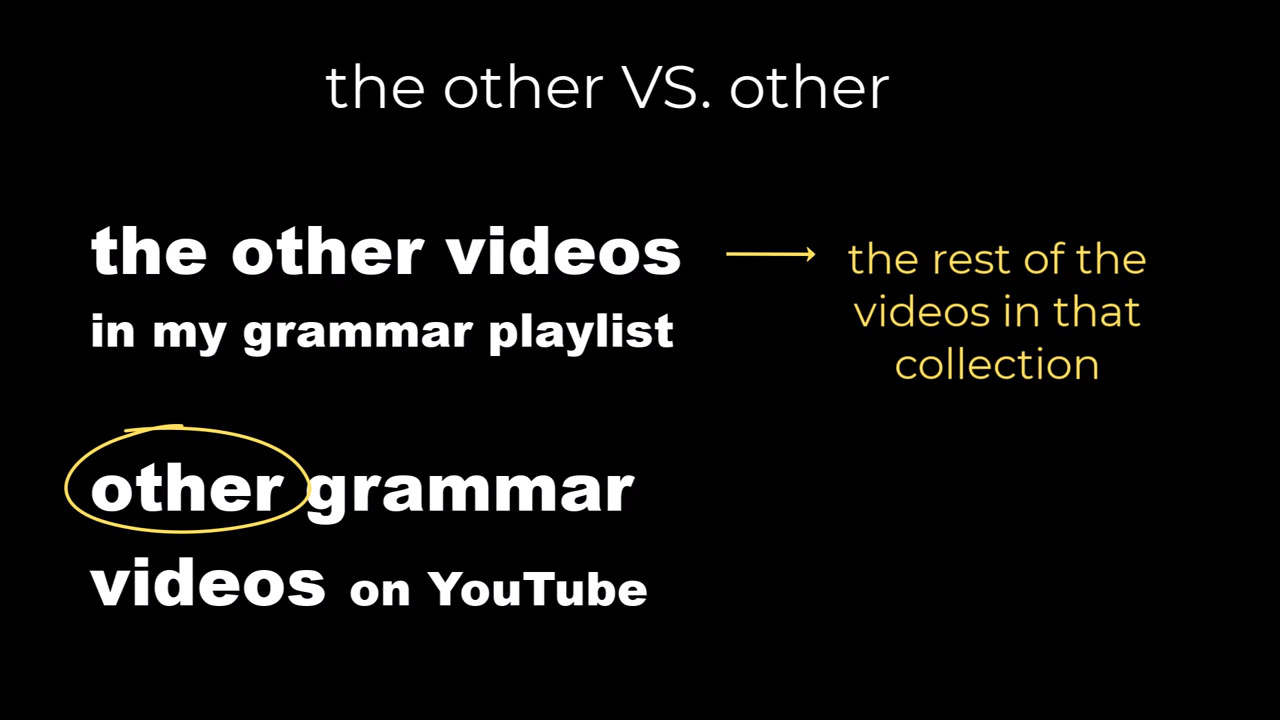 the other VS. other
the other videos
in my grammar playlist
the rest of the
videos in that
collection
other grammar
videos on YouTube